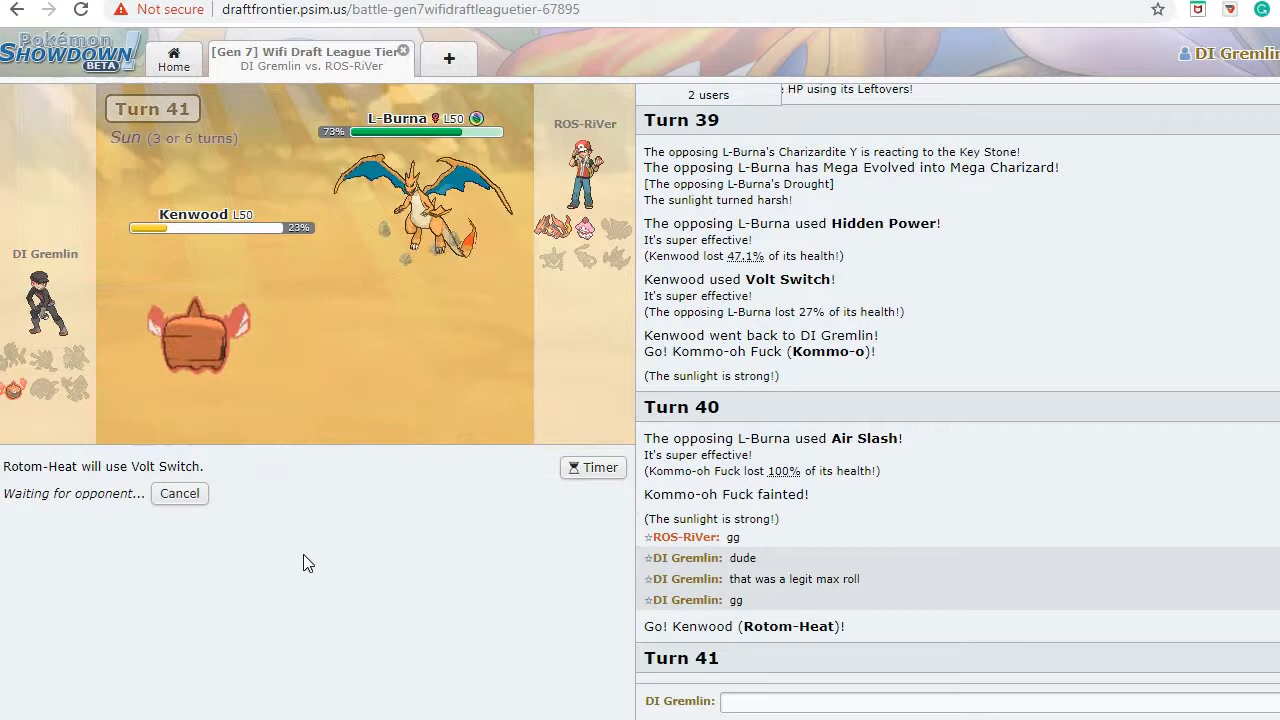 Not secure draftfrontier.psim.us/battle-gen7wifidraftleaguetier-67895
Pokémon
SHOWDOWN!
BETA
Home
[Gen 7] Wifi Draft League Tier
DI Gremlin vs. ROS-RiVer
+
DI Gremlin
Turn 41
Sun (3 or 6 turns)
L-Burna L50
73%
Kenwood L50
23%
ROS-RiVer
DI Gremlin
Rotom-Heat will use Volt Switch.
Timer
Waiting for opponent... Cancel
2 users
HP using its Leftovers!
Turn 39
The opposing L-Burna's Charizardite Y is reacting to the Key Stone!
The opposing L-Burna has Mega Evolved into Mega Charizard!
[The opposing L-Burna's Drought]
The sunlight turned harsh!
The opposing L-Burna used Hidden Power!
It's super effective!
(Kenwood lost 47.1% of its health!)
Kenwood used Volt Switch!
It's super effective!
(The opposing L-Burna lost 27% of its health!)
Kenwood went back to DI Gremlin!
Go! Kommo-oh Fuck (Kommo-o)!
(The sunlight is strong!)
Turn 40
The opposing L-Burna used Air Slash!
It's super effective!
(Kommo-oh Fuck lost 100% of its health!)
Kommo-oh Fuck fainted!
(The sunlight is strong!)
☆ROS-RiVer: gg
☆DI Gremlin: dude
☆DI Gremlin: that was a legit max roll
☆DI Gremlin: gg
Go! Kenwood (Rotom-Heat)!
Turn 41
DI Gremlin: